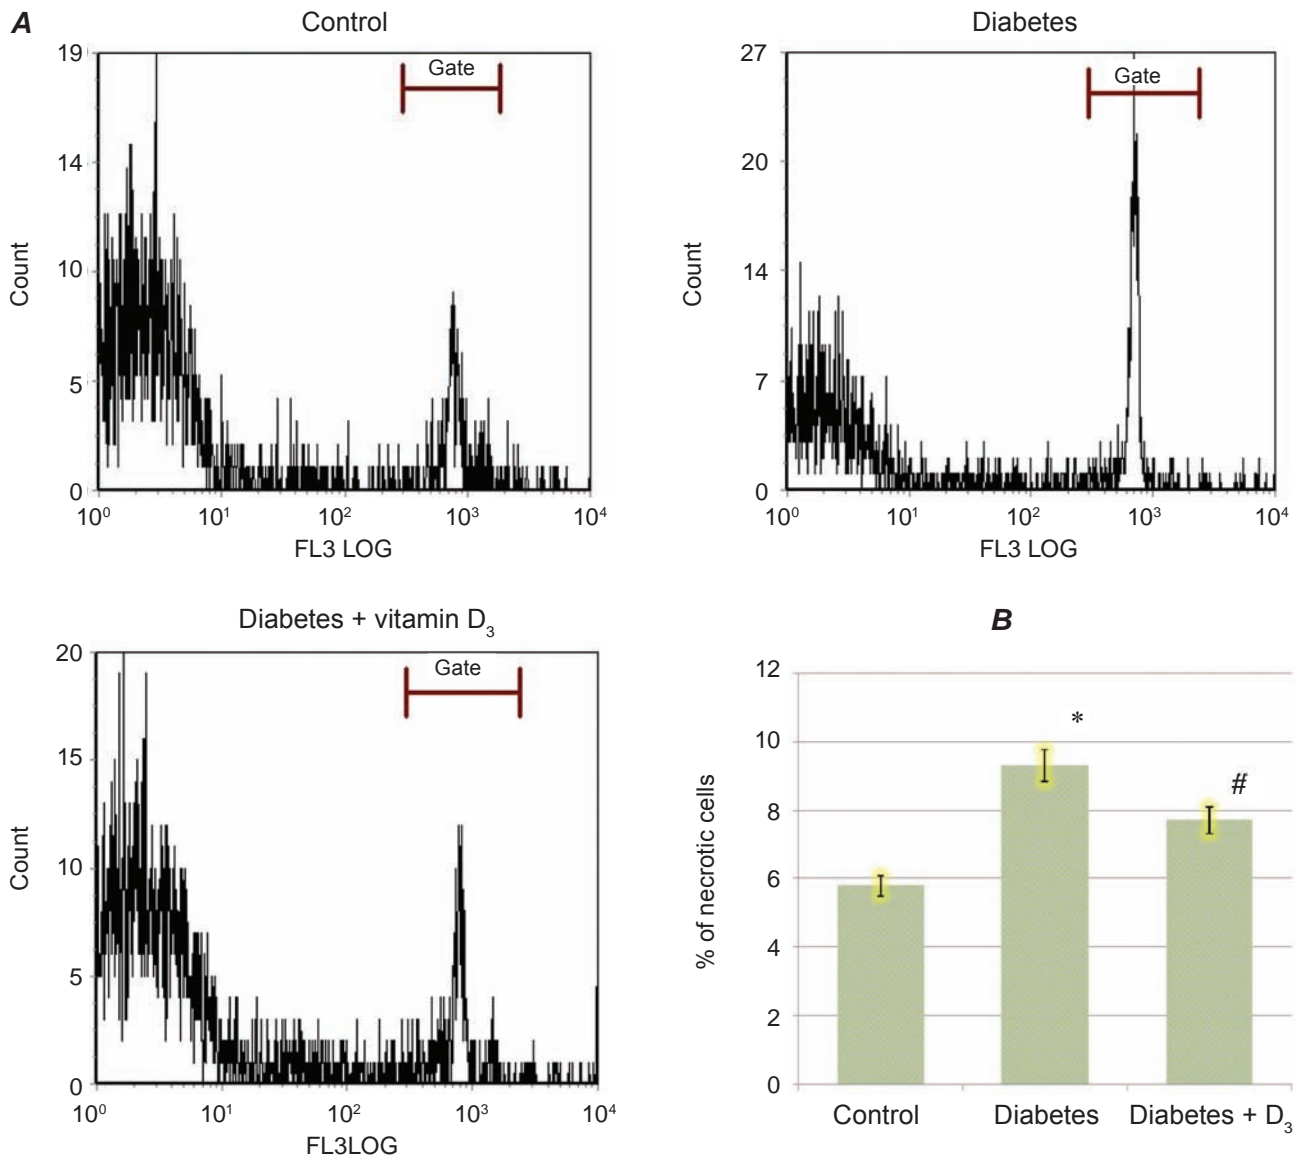 A
Control
19
14
10
5
0
Count
Gate
10⁰ 10¹ 10² 10³ 10⁴
FL3 LOG
Diabetes
27
20
14
7
0
Count
Gate
10⁰ 10¹ 10² 10³ 10⁴
FL3 LOG
Diabetes + vitamin D₃
20
15
10
5
0
Count
Gate
10⁰ 10¹ 10² 10³ 10⁴
FL3LOG
B
12
10
8
6
4
2
0
% of necrotic cells
*
#
Control Diabetes Diabetes + D₃